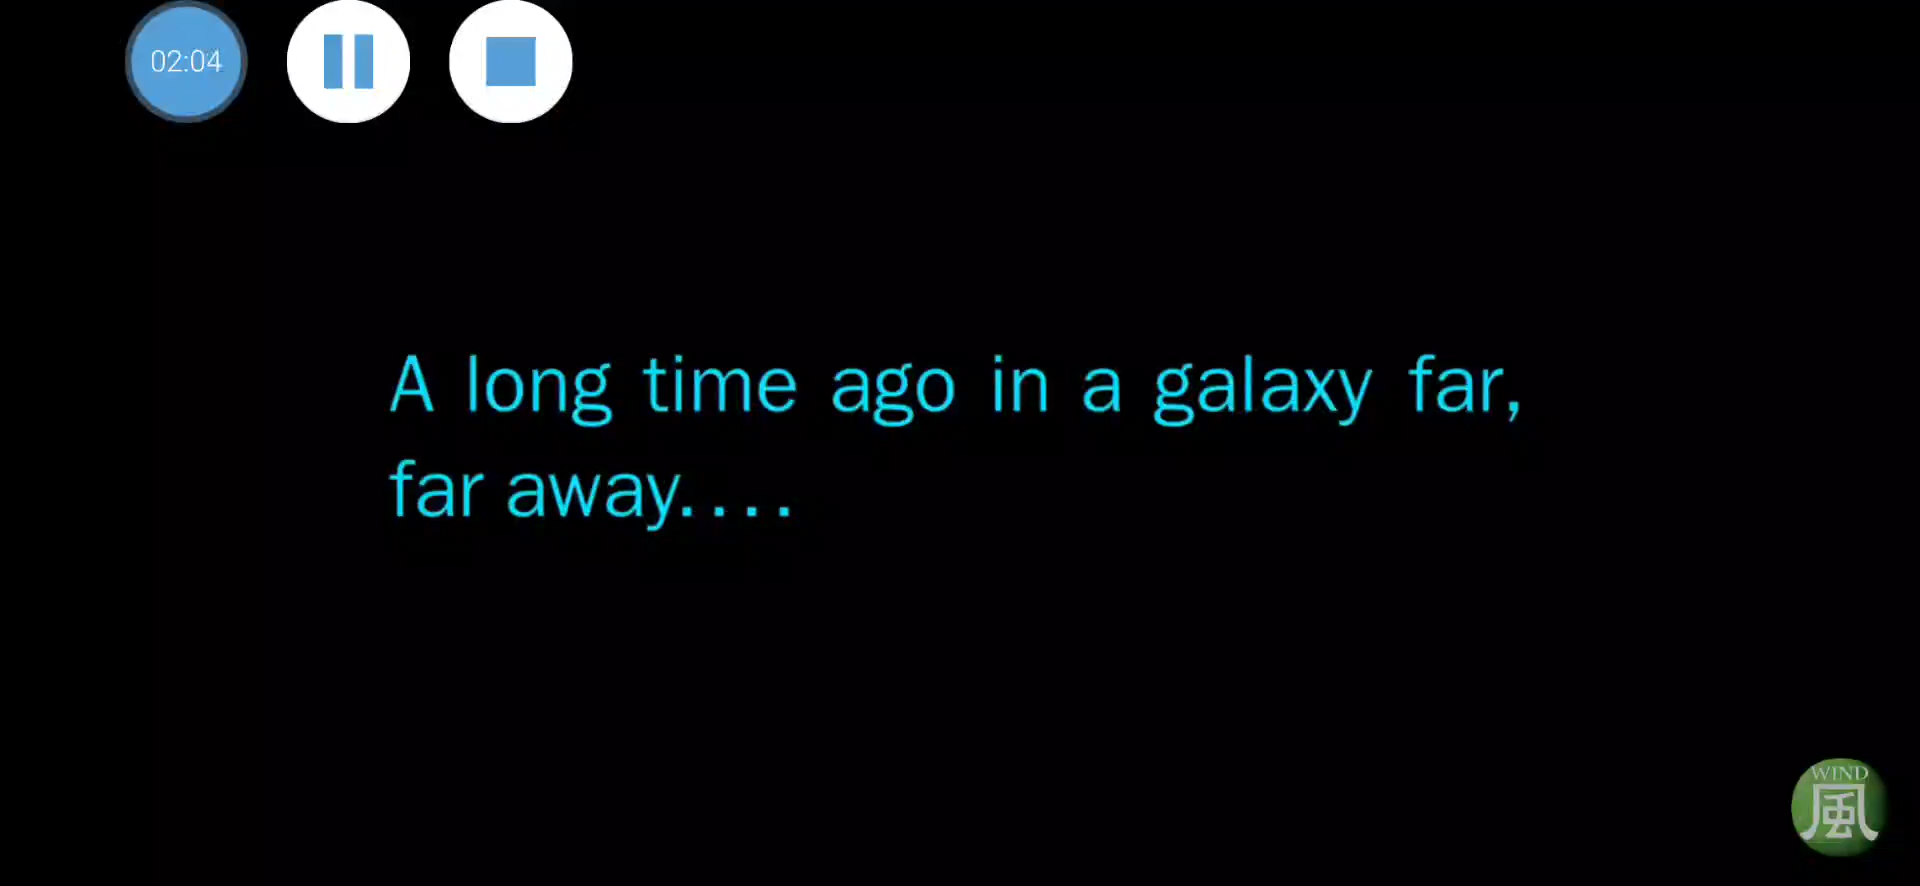 02:04
A long time ago in a galaxy far,
far away....
WIND
風